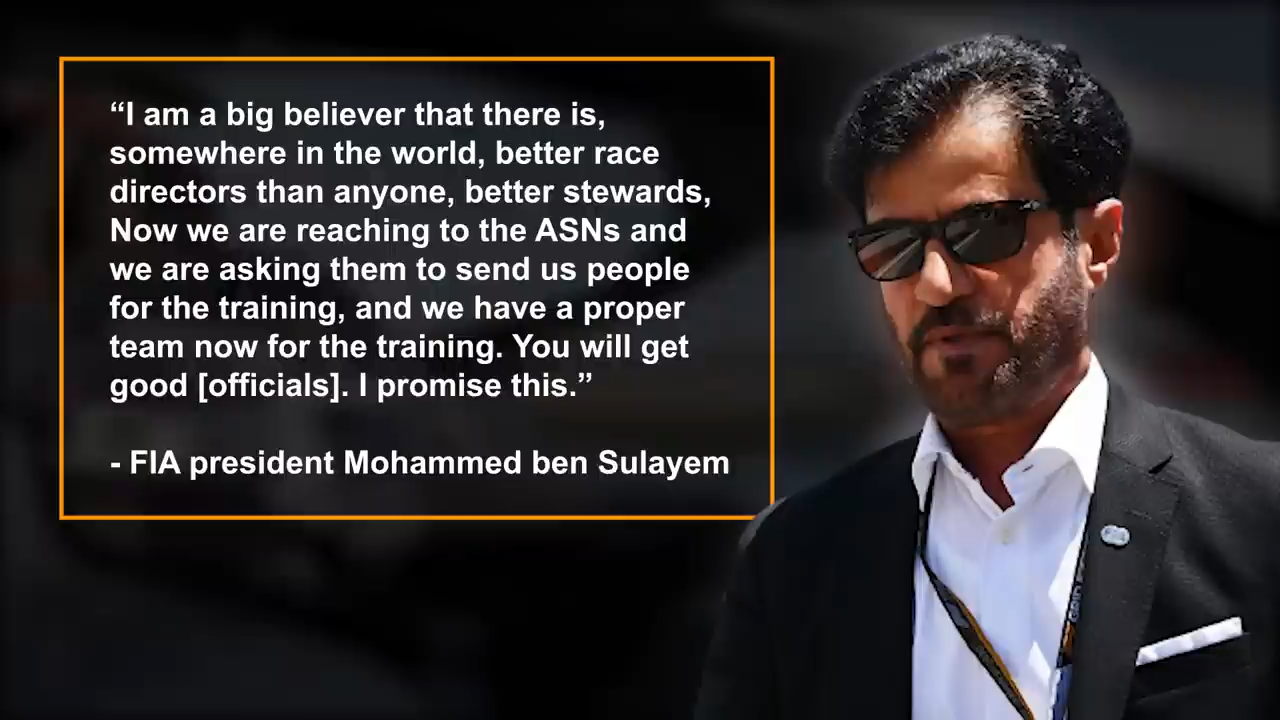 “I am a big believer that there is,
somewhere in the world, better race
directors than anyone, better stewards,
Now we are reaching to the ASNs and
we are asking them to send us people
for the training, and we have a proper
team now for the training. You will get
good [officials]. I promise this.”
- FIA president Mohammed ben Sulayem